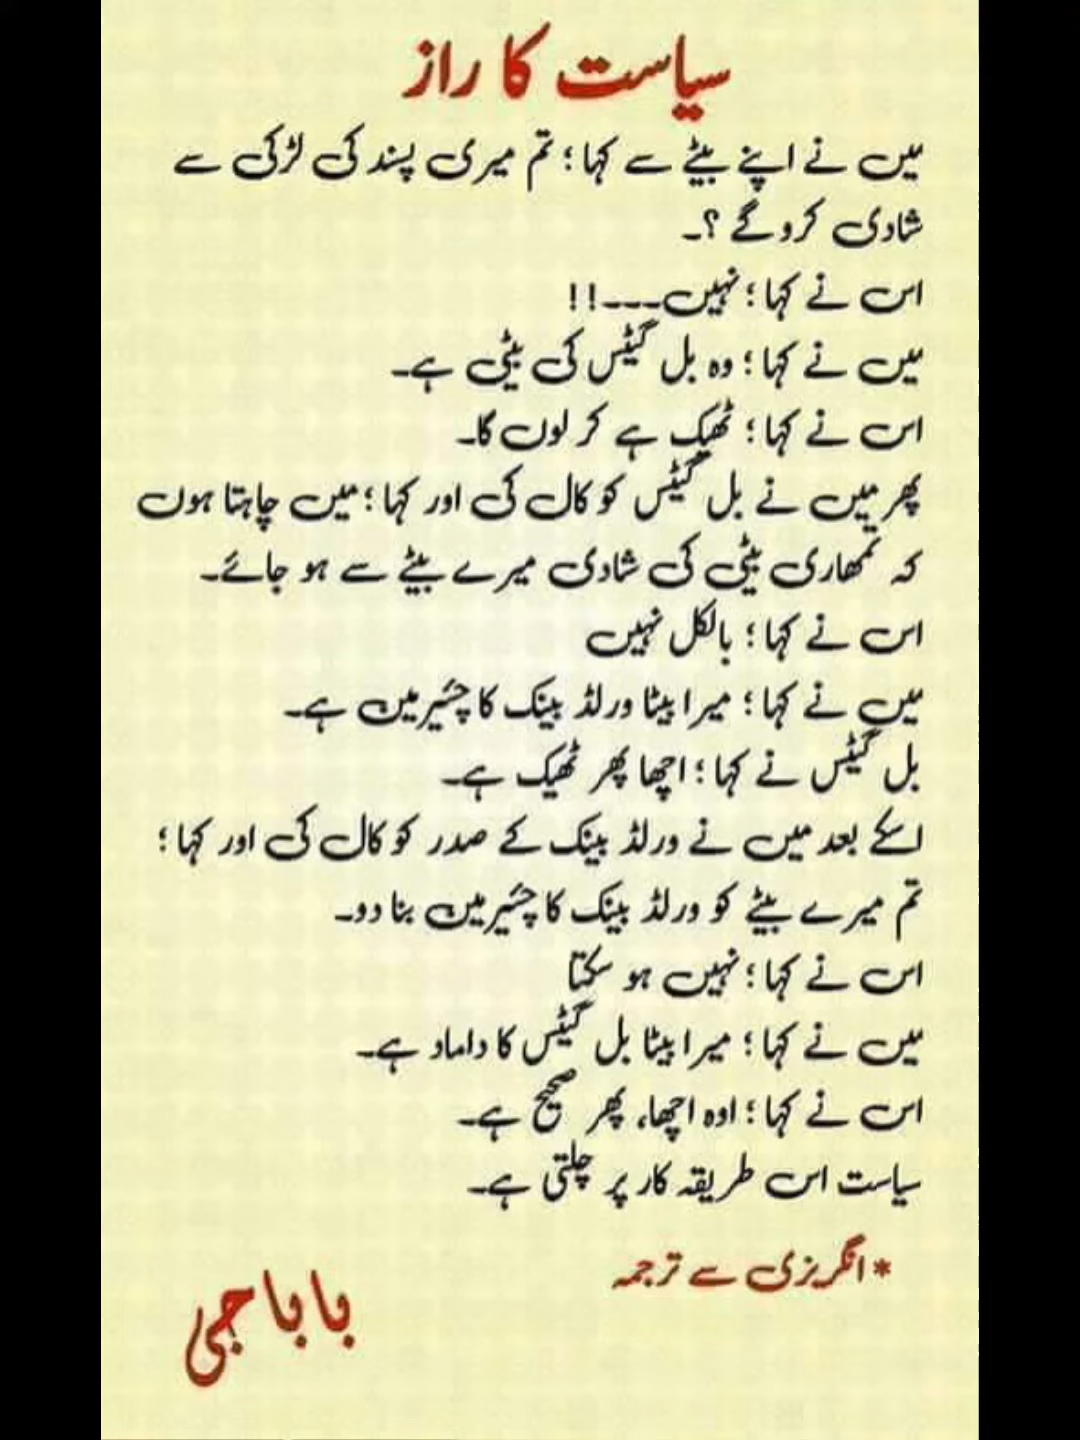 سیاست کا راز
میں نے اپنے بیٹے سے کہا؛ تم میری پسند کی لڑکی سے
شادی کرو گے ؟۔
اس نے کہا؛ نہیں۔۔۔!!
میں نے کہا؛ وہ بل گیٹس کی بیٹی ہے۔
اس نے کہا؛ ٹھیک ہے کر لوں گا۔
پھر میں نے بل گیٹس کو کال کی اور کہا؛ میں چاہتا ہوں
کہ تمھاری بیٹی کی شادی میرے بیٹے سے ہو جائے۔
اس نے کہا؛ بالکل نہیں
میں نے کہا؛ میرا بیٹا ورلڈ بینک کا چئیرمین ہے۔
بل گیٹس نے کہا؛ اچھا پھر ٹھیک ہے۔
اسکے بعد میں نے ورلڈ بینک کے صدر کو کال کی اور کہا؛
تم میرے بیٹے کو ورلڈ بینک کا چئیرمین بنا دو۔
اس نے کہا؛ نہیں ہو سکتا
میں نے کہا؛ میرا بیٹا بل گیٹس کا داماد ہے۔
اس نے کہا؛ اوہ اچھا، پھر صحیح ہے۔
سیاست اس طریقہ کار پر چلتی ہے۔
*انگریزی سے ترجمہ
بابا جی